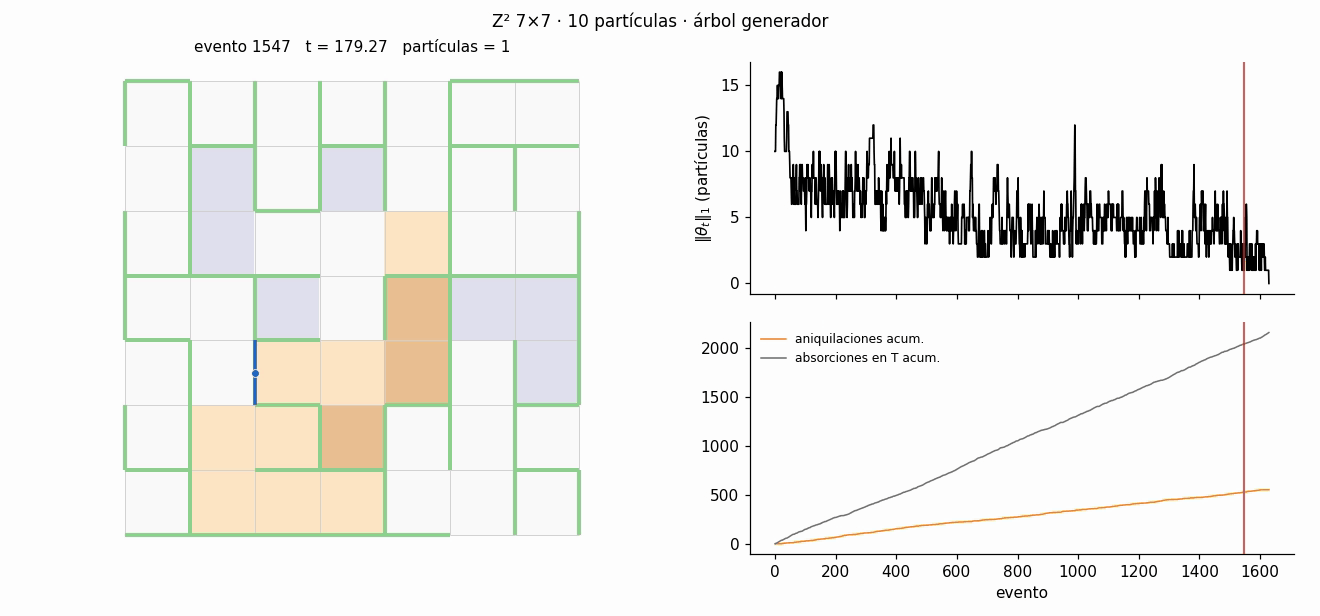 Z² 7×7 · 10 partículas · árbol generador
evento 1547   t = 179.27   partículas = 1
‖θₜ‖₁ (partículas)
15
10
5
0
aniquilaciones acum.
absorciones en T acum.
2000
1500
1000
500
0
0 200 400 600 800 1000 1200 1400 1600
evento